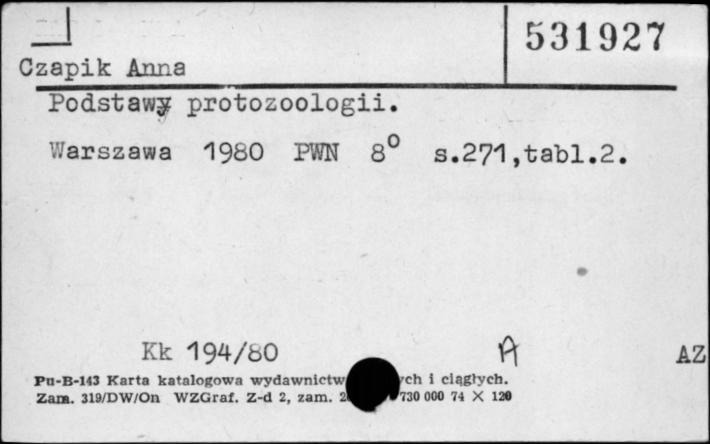 531927
Czapik Anna
Podstawy protozoologii.
Warszawa 1980 PWN 8° s.271,tabl.2.
Kk 194/80 A AZ
Pu-B-143 Karta katalogowa wydawnictw i ciągłych.
Zam. 319/DW/On WZGraf. Z-d 2, zam. 730 000 74 X 120